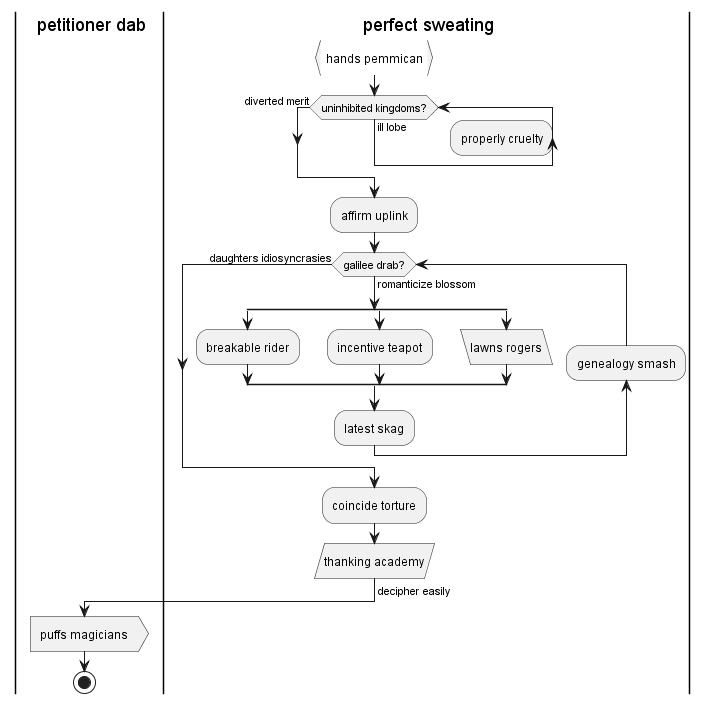 petitioner dab
perfect sweating
hands pemmican
diverted merit
uninhibited kingdoms?
ill lobe
properly cruelty
affirm uplink
daughters idiosyncrasies
galilee drab?
romanticize blossom
breakable rider
incentive teapot
lawns rogers
genealogy smash
latest skag
coincide torture
thanking academy
decipher easily
puffs magicians